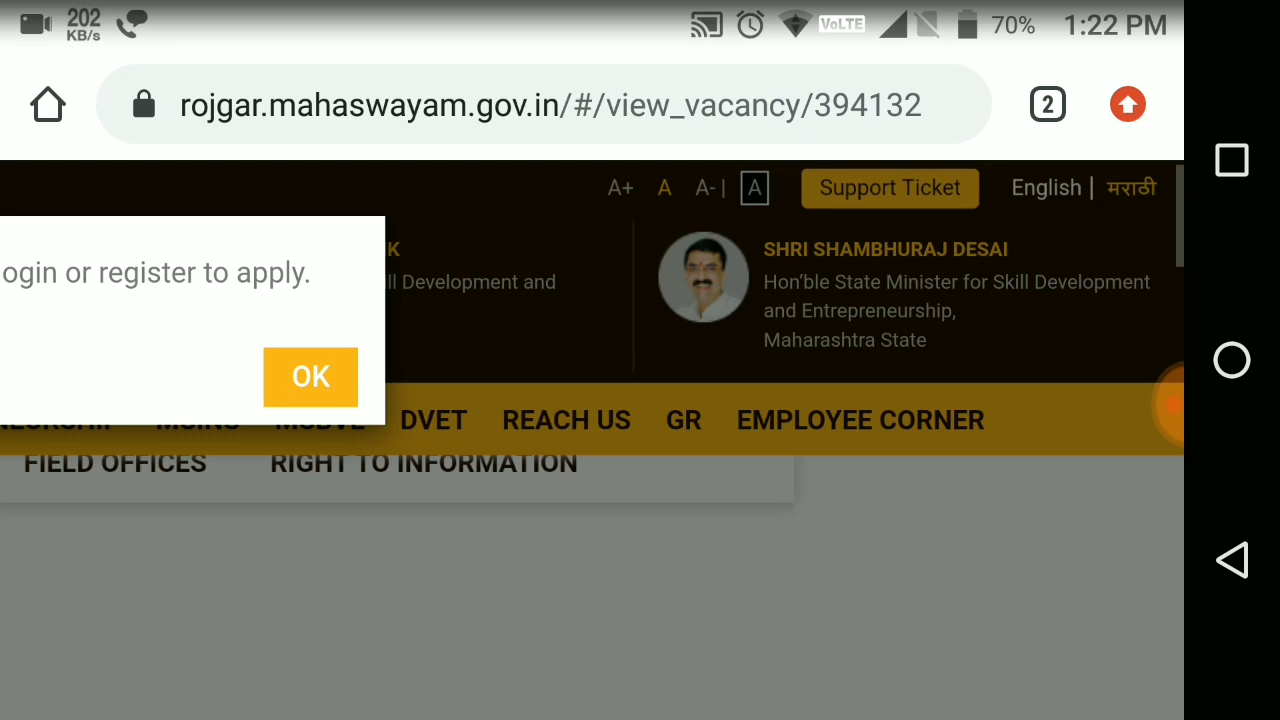 202
KB/s
VoLTE
70%
1:22 PM
rojgar.mahaswayam.gov.in/#/view_vacancy/394132
2
A+ A A- | A
Support Ticket
English | मराठी
ogin or register to apply.
OK
K
ll Development and
SHRI SHAMBHURAJ DESAI
Hon'ble State Minister for Skill Development
and Entrepreneurship,
Maharashtra State
DVET REACH US GR EMPLOYEE CORNER
FIELD OFFICES RIGHT TO INFORMATION